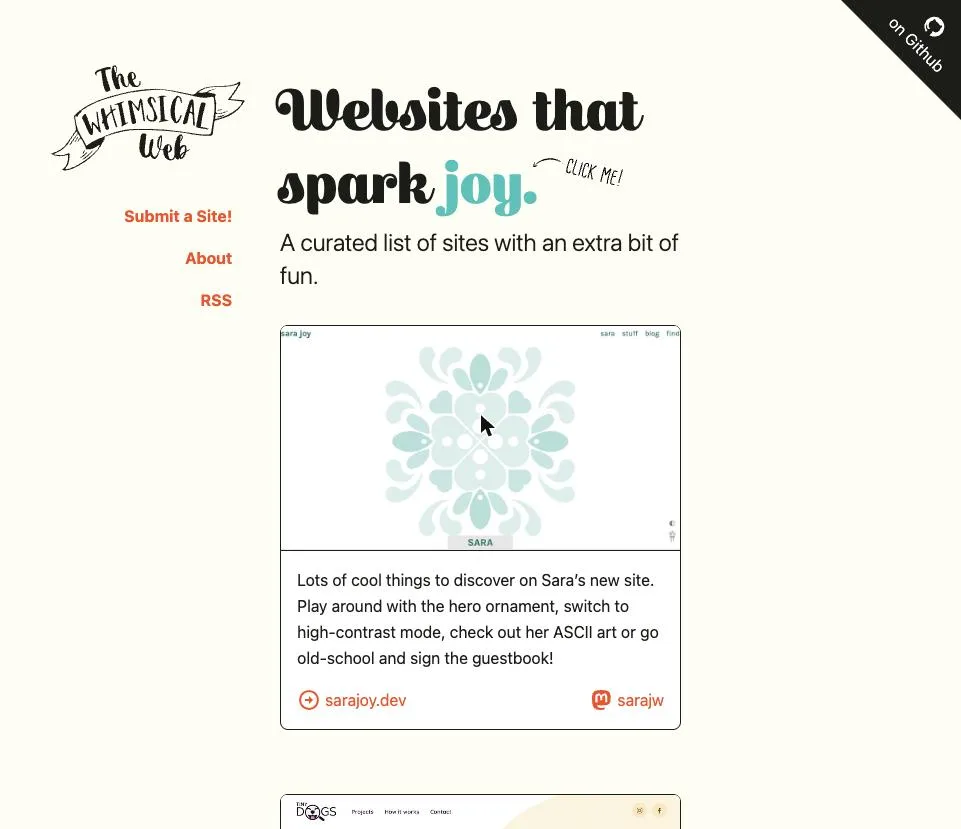 on Github
The
WHIMSICAL
Web
Submit a Site!
About
RSS
Websites that
spark joy.
CLICK ME!
A curated list of sites with an extra bit of
fun.
sara joy
sara stuff blog find
SARA
Lots of cool things to discover on Sara’s new site.
Play around with the hero ornament, switch to
high-contrast mode, check out her ASCII art or go
old-school and sign the guestbook!
sarajoy.dev
sarajw
TINY
DOGS
Projects How it works Contact